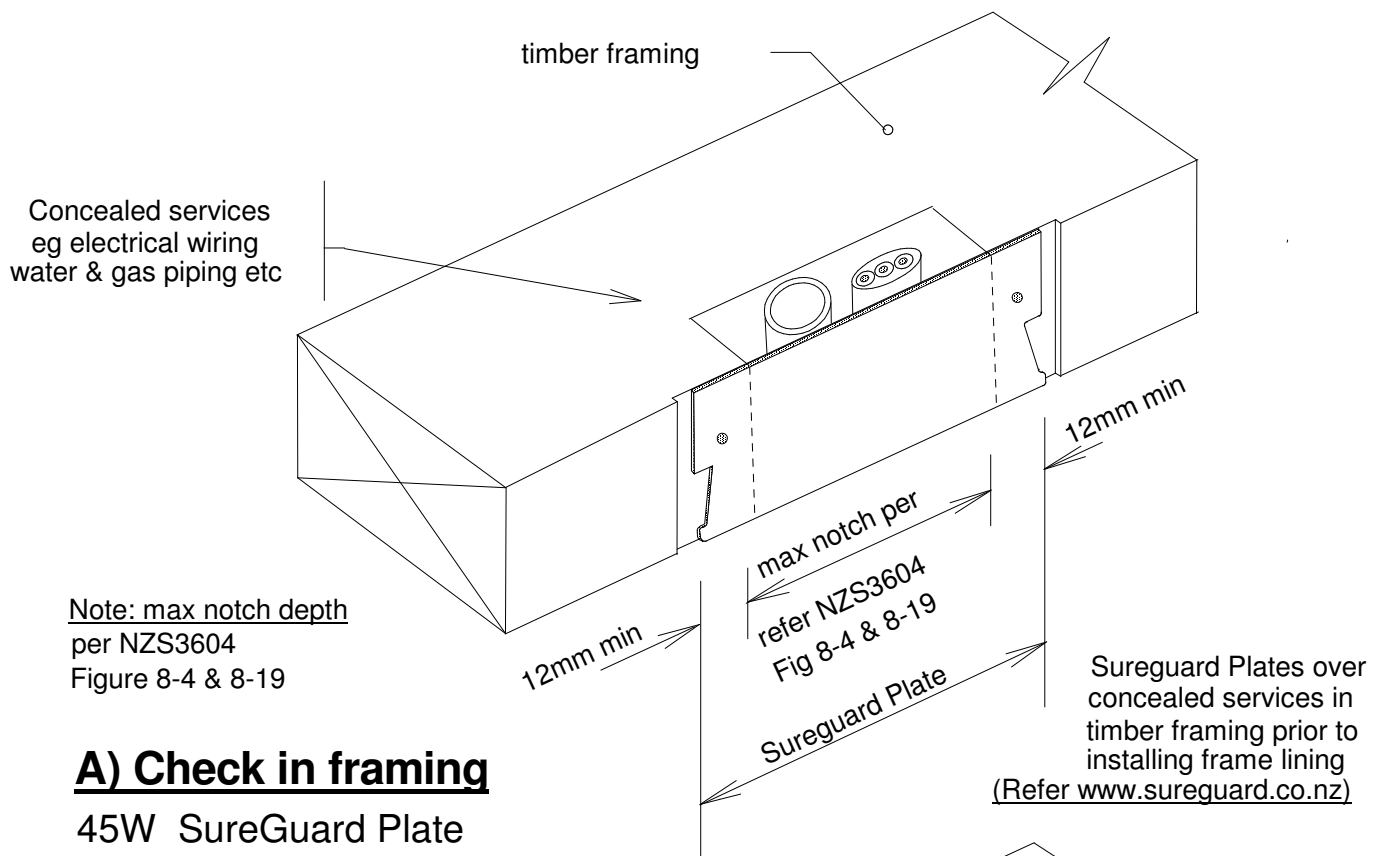 timber framing
Concealed services
eg electrical wiring
water & gas piping etc
12mm min
max notch per
refer NZS3604
Fig 8-4 & 8-19
Note: max notch depth
per NZS3604
Figure 8-4 & 8-19
12mm min
Sureguard Plate
Sureguard Plates over
concealed services in
timber framing prior to
installing frame lining
(Refer www.sureguard.co.nz)
A) Check in framing
45W SureGuard Plate